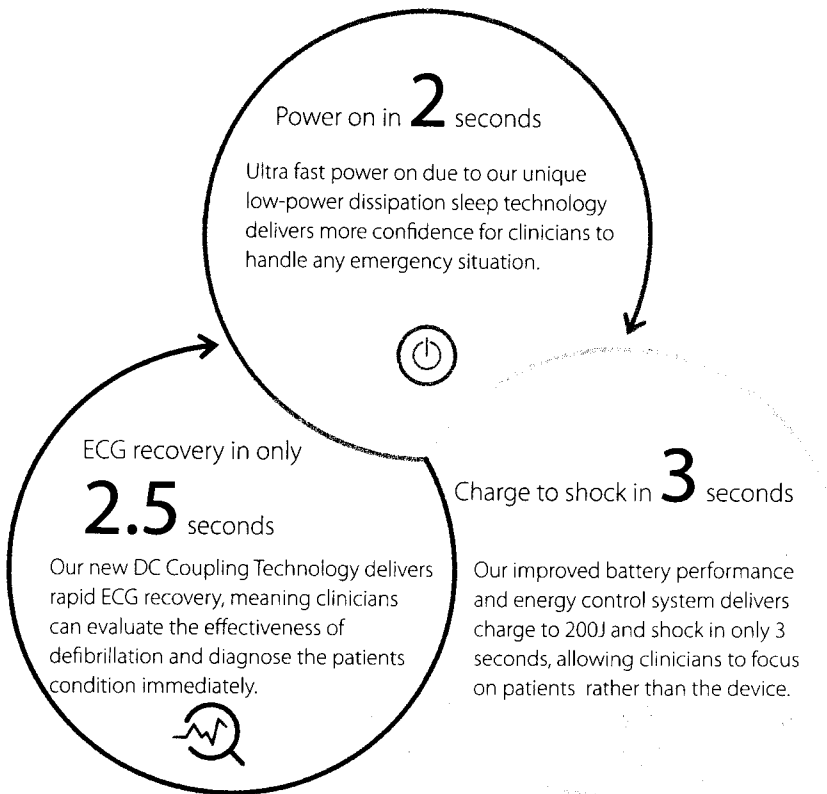 Power on in 2 seconds
Ultra fast power on due to our unique
low-power dissipation sleep technology
delivers more confidence for clinicians to
handle any emergency situation.
ECG recovery in only
2.5 seconds
Our new DC Coupling Technology delivers
rapid ECG recovery, meaning clinicians
can evaluate the effectiveness of
defibrillation and diagnose the patients
condition immediately.
Charge to shock in 3 seconds
Our improved battery performance
and energy control system delivers
charge to 200J and shock in only 3
seconds, allowing clinicians to focus
on patients rather than the device.